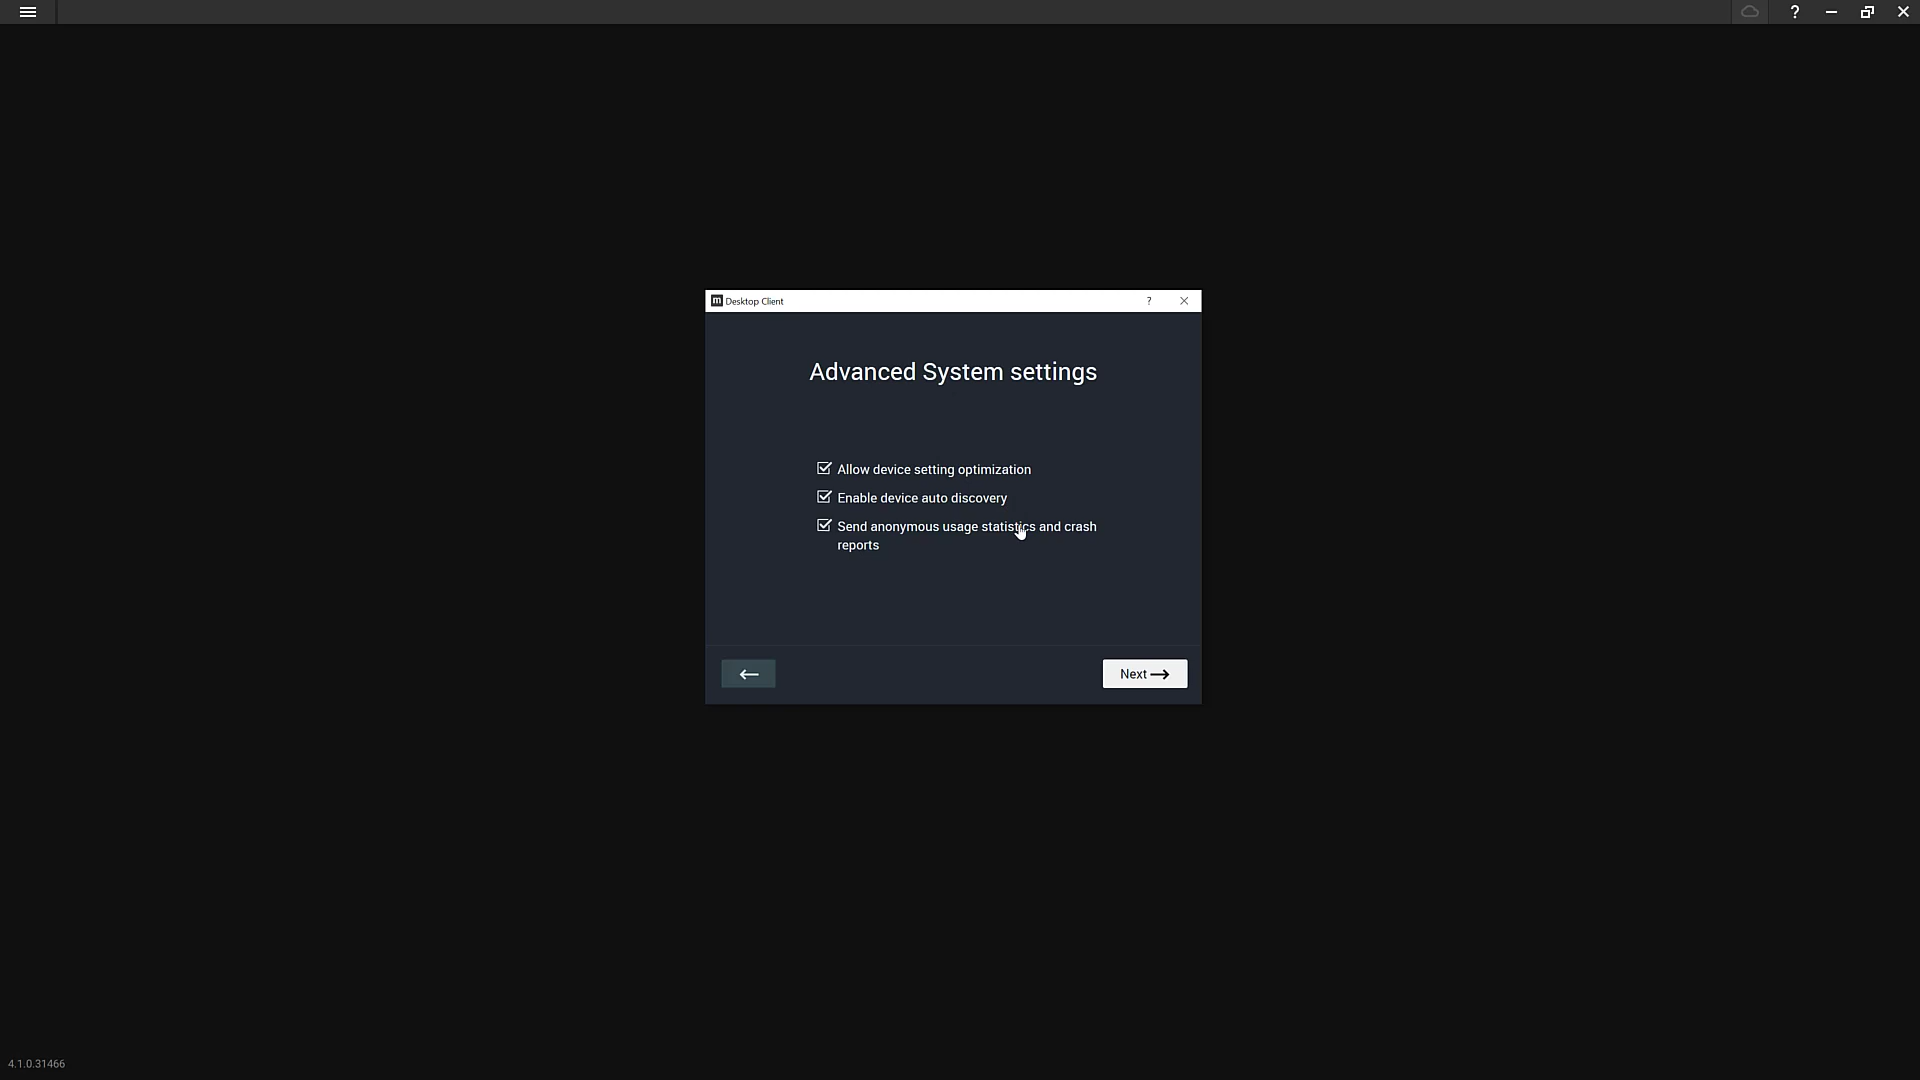 ?
m Desktop Client
?
Advanced System settings
Allow device setting optimization
Enable device auto discovery
Send anonymous usage statistics and crash
reports
Next
4.1.0.31466